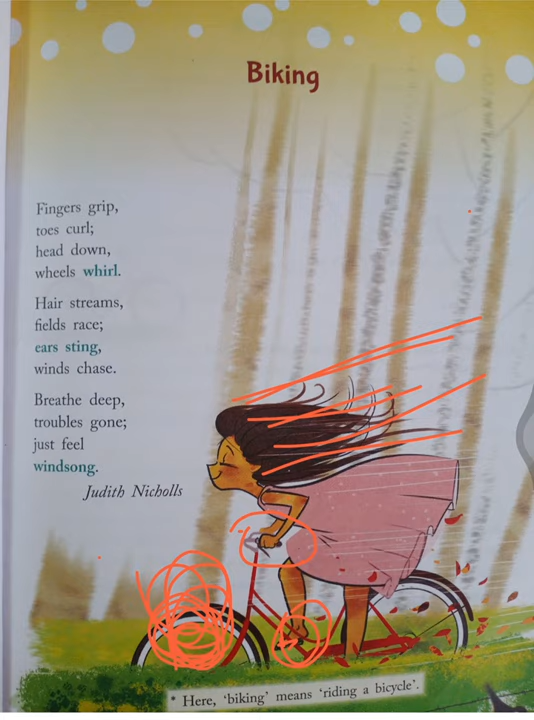 Biking
Fingers grip,
toes curl;
head down,
wheels whirl.
Hair streams,
fields race;
ears sting,
winds chase.
Breathe deep,
troubles gone;
just feel
windsong.
Judith Nicholls
* Here, 'biking' means 'riding a bicycle'.